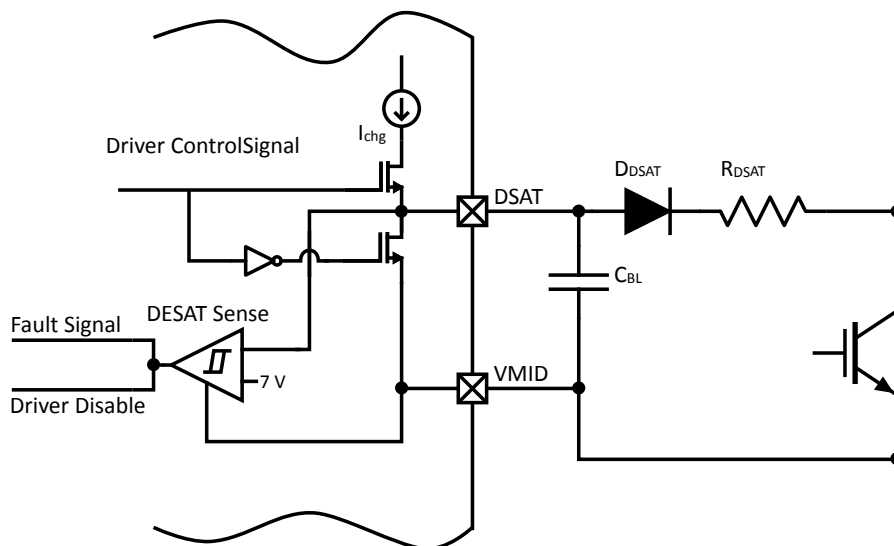 Ichg
Driver ControlSignal
DDSAT
RDSAT
DSAT
CBL
DESAT Sense
Fault Signal
7 V
VMID
Driver Disable